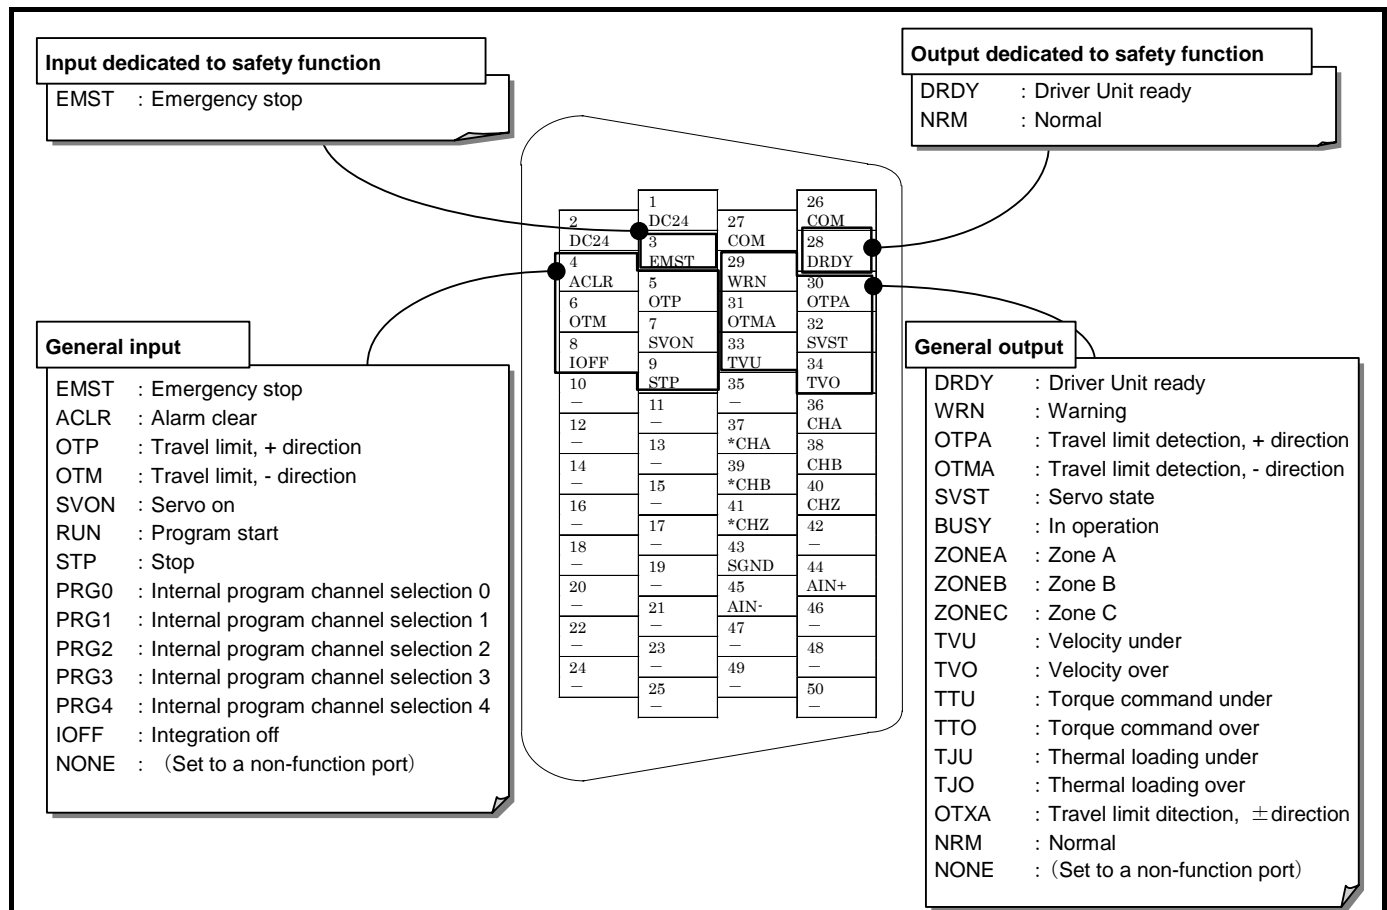 Input dedicated to safety function
EMST : Emergency stop
Output dedicated to safety function
DRDY : Driver Unit ready
NRM : Normal
1
DC24
2
DC24
3
EMST
4
ACLR
5
OTP
6
OTM
7
SVON
8
IOFF
9
STP
10
－
11
－
12
－
13
－
14
－
15
－
16
－
17
－
18
－
19
－
20
－
21
－
22
－
23
－
24
－
25
－
26
COM
27
COM
28
DRDY
29
WRN
30
OTPA
31
OTMA
32
SVST
33
TVU
34
TVO
35
－
36
CHA
37
*CHA
38
CHB
39
*CHB
40
CHZ
41
*CHZ
42
－
43
SGND
44
AIN+
45
AIN-
46
－
47
－
48
－
49
－
50
－
General input
EMST : Emergency stop
ACLR : Alarm clear
OTP : Travel limit, + direction
OTM : Travel limit, - direction
SVON : Servo on
RUN : Program start
STP : Stop
PRG0 : Internal program channel selection 0
PRG1 : Internal program channel selection 1
PRG2 : Internal program channel selection 2
PRG3 : Internal program channel selection 3
PRG4 : Internal program channel selection 4
IOFF : Integration off
NONE : （Set to a non-function port）
General output
DRDY : Driver Unit ready
WRN : Warning
OTPA : Travel limit detection, + direction
OTMA : Travel limit detection, - direction
SVST : Servo state
BUSY : In operation
ZONEA : Zone A
ZONEB : Zone B
ZONEC : Zone C
TVU : Velocity under
TVO : Velocity over
TTU : Torque command under
TTO : Torque command over
TJU : Thermal loading under
TJO : Thermal loading over
OTXA : Travel limit ditection, ±direction
NRM : Normal
NONE : （Set to a non-function port）